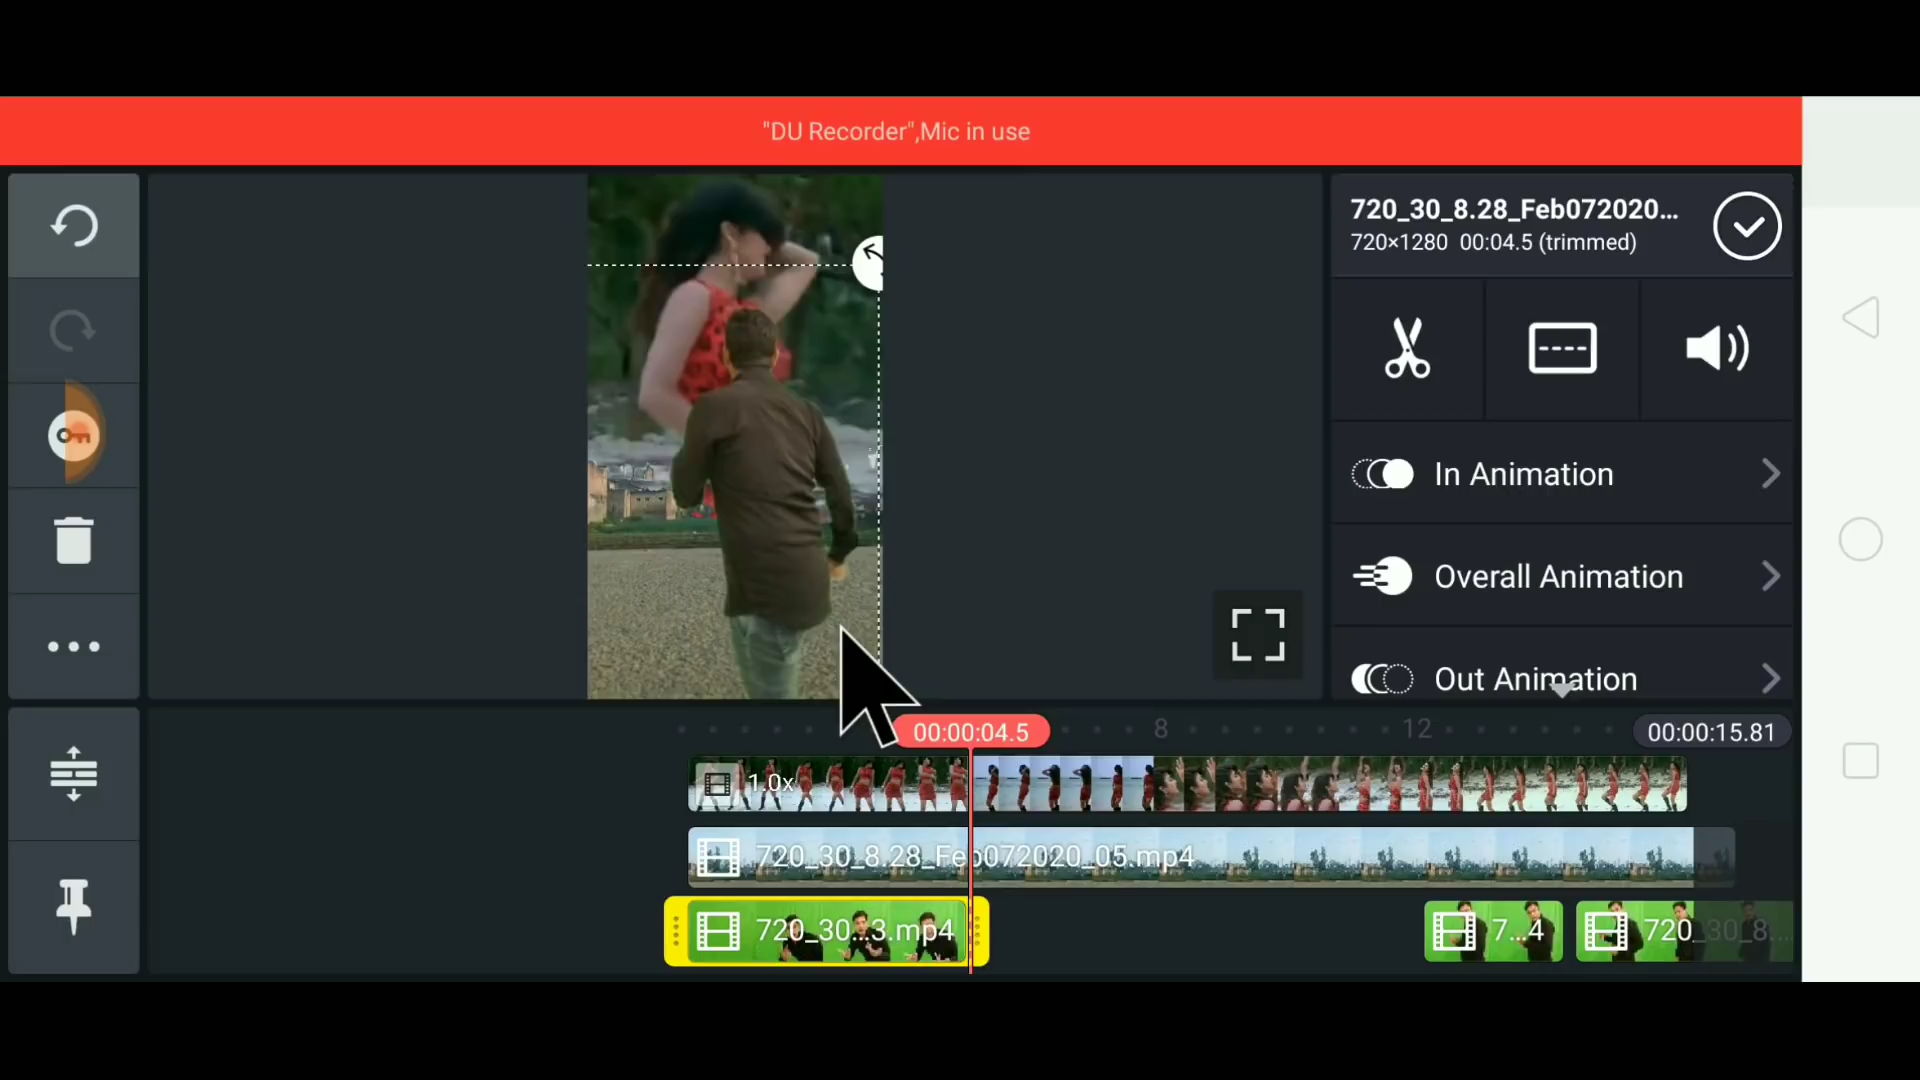 "DU Recorder",Mic in use
720_30_8.28_Feb072020...
720×1280 00:04.5 (trimmed)
In Animation
Overall Animation
Out Animation
00:00:04.5
8
12
00:00:15.81
1.0x
720_30_8.28_Feb072020_05.mp4
720_30...3.mp4
7...4
720_30_8....